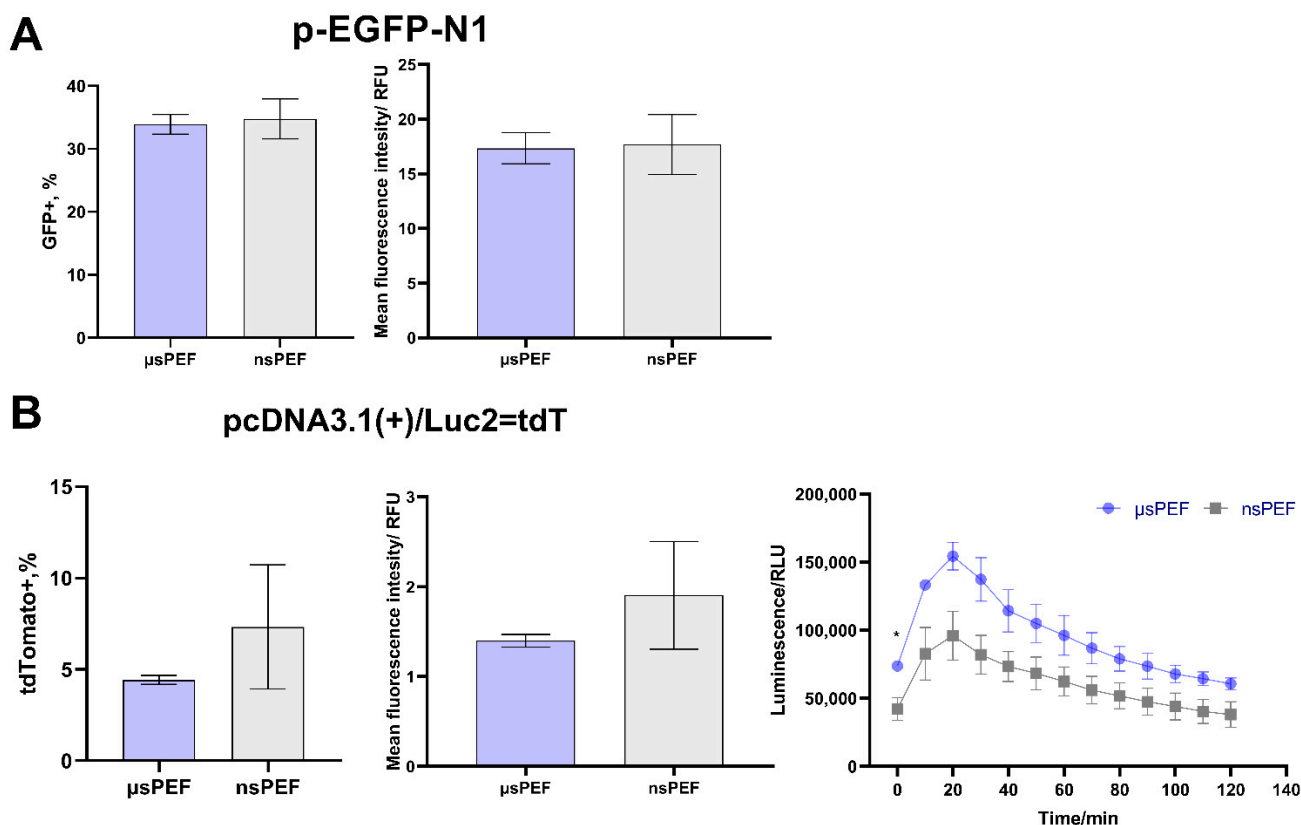 A
p-EGFP-N1
GFP+, %
40
30
20
10
0
µsPEF
nsPEF
Mean fluorescence intesity/ RFU
25
20
15
10
5
0
µsPEF
nsPEF
B
pcDNA3.1(+)/Luc2=tdT
tdTomato+,%
15
10
5
0
µsPEF
nsPEF
Mean fluorescence intesity/ RFU
3
2
1
0
µsPEF
nsPEF
Luminescence/RLU
200,000
150,000
100,000
50,000
0
µsPEF
nsPEF
*
0 20 40 60 80 100 120 140
Time/min